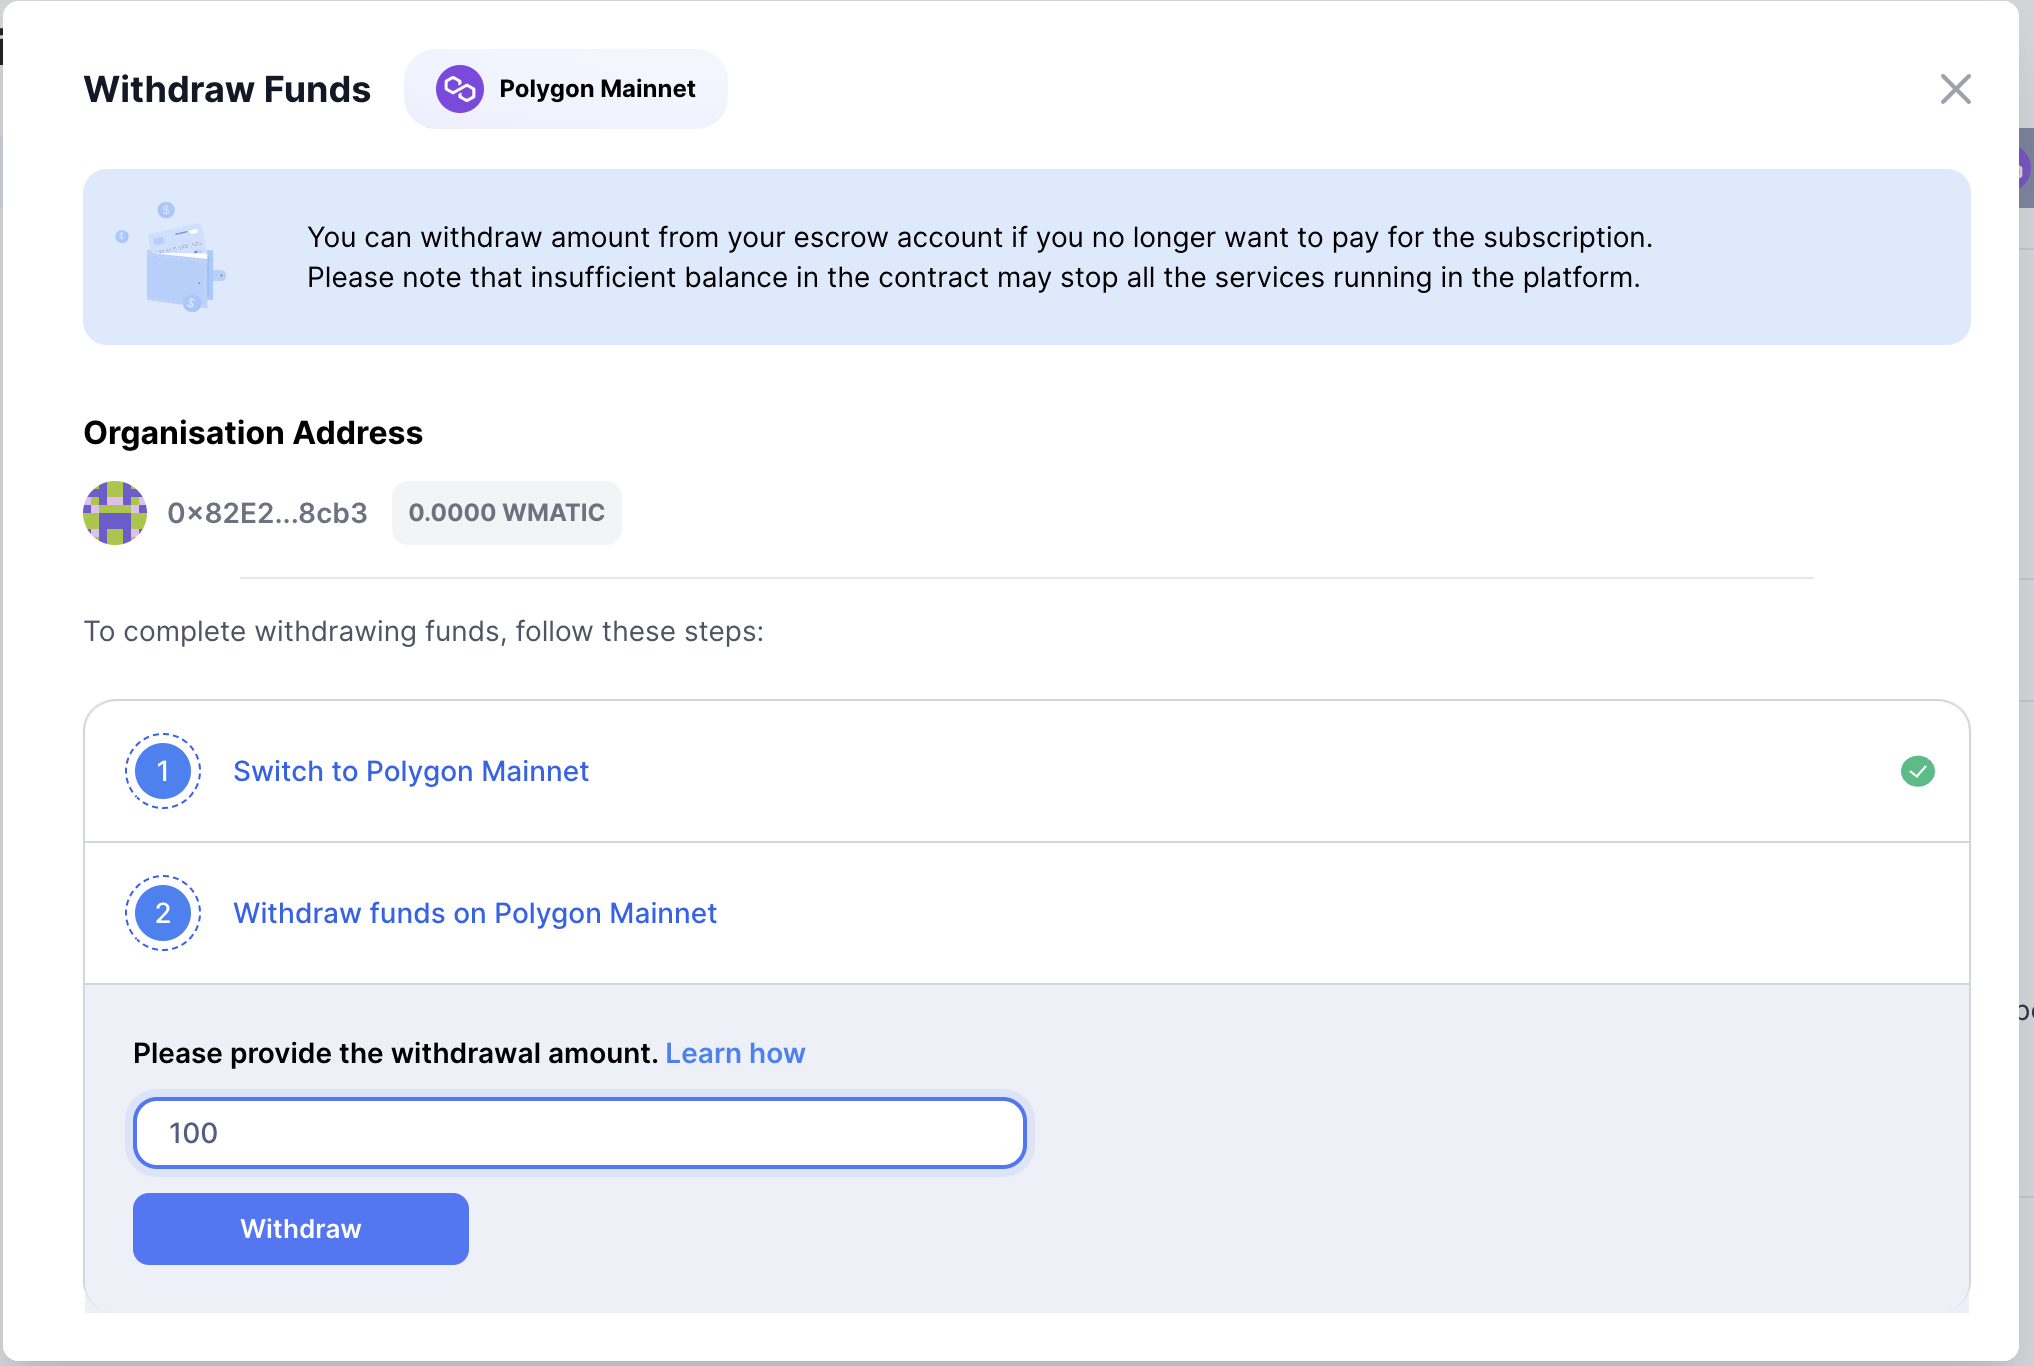 Withdraw Funds
Polygon Mainnet
You can withdraw amount from your escrow account if you no longer want to pay for the subscription.
Please note that insufficient balance in the contract may stop all the services running in the platform.
Organisation Address
0x82E2...8cb3
0.0000 WMATIC
To complete withdrawing funds, follow these steps:
1
Switch to Polygon Mainnet
2
Withdraw funds on Polygon Mainnet
Please provide the withdrawal amount. Learn how
100
Withdraw